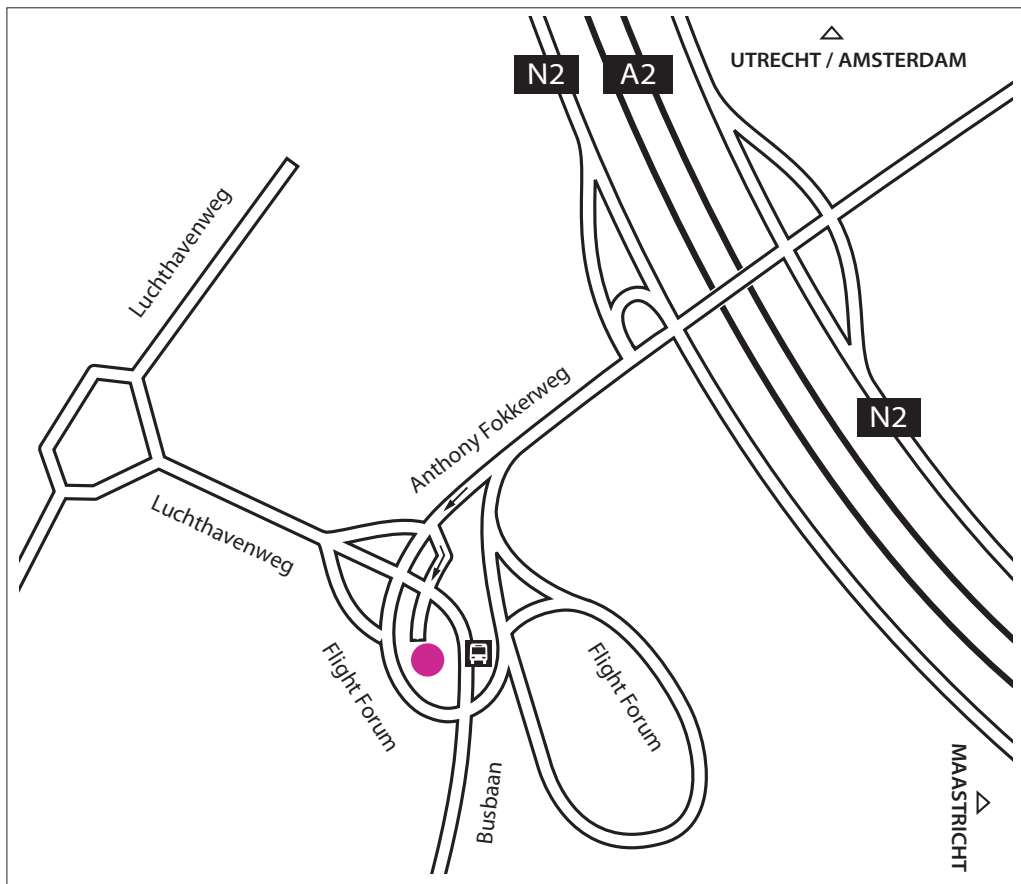 UTRECHT / AMSTERDAM
N2
A2
Luchthavenweg
Anthony Fokkerweg
N2
Luchthavenweg
Flight Forum
Flight Forum
Busbaan
MAASTRICHT